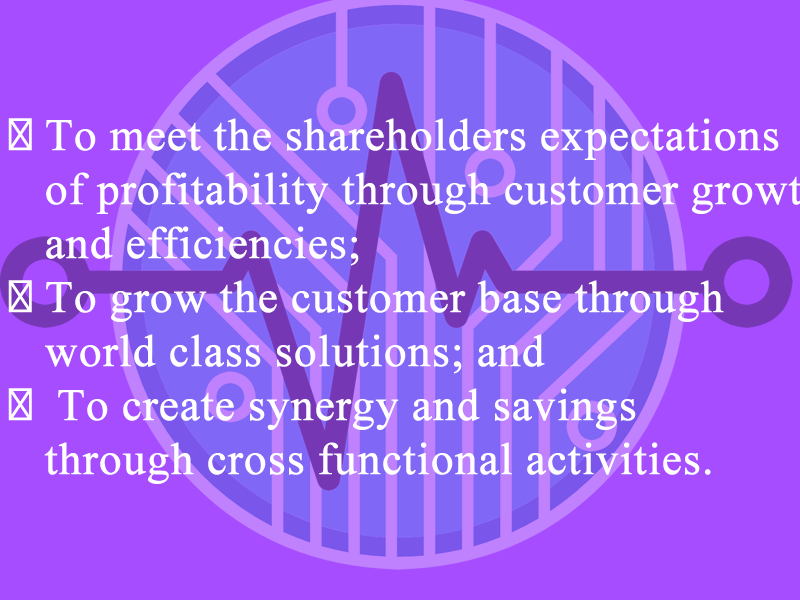 To meet the shareholders expectations
of profitability through customer growt
and efficiencies;
To grow the customer base through
world class solutions; and
To create synergy and savings
through cross functional activities.